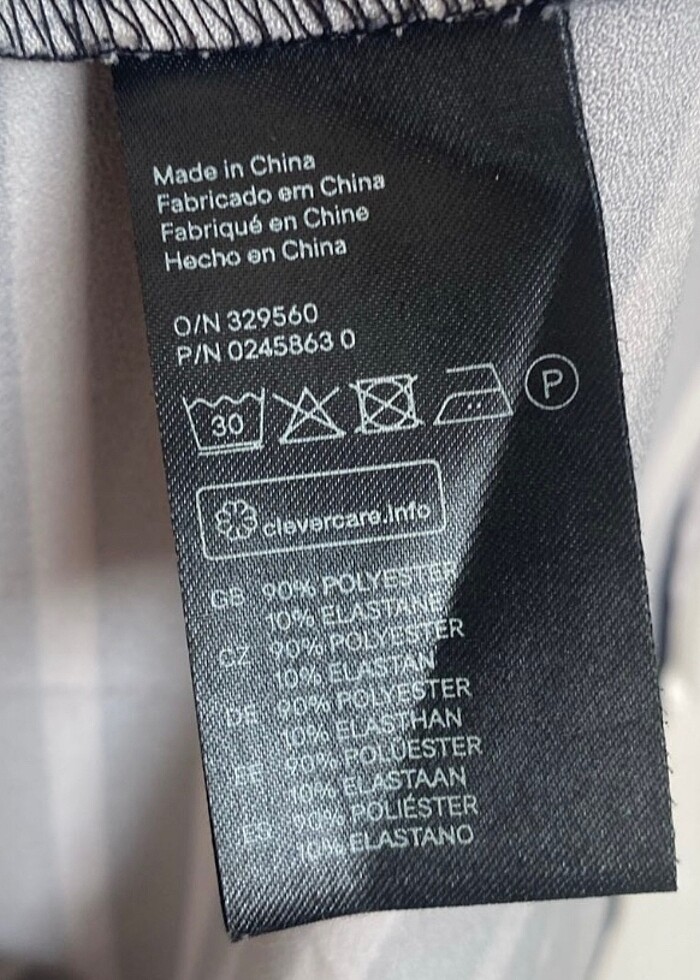 Made in China
Fabricado em China
Fabriqué en Chine
Hecho en China
O/N 329560
P/N 0245863 0
30 P
clevercare.info
GB 90% POLYESTER
10% ELASTANE
CZ 90% POLYESTER
10% ELASTAN
DE 90% POLYESTER
10% ELASTHAN
EE 90% POLÜESTER
10% ELASTAAN
ES 90% POLIÉSTER
10% ELASTANO